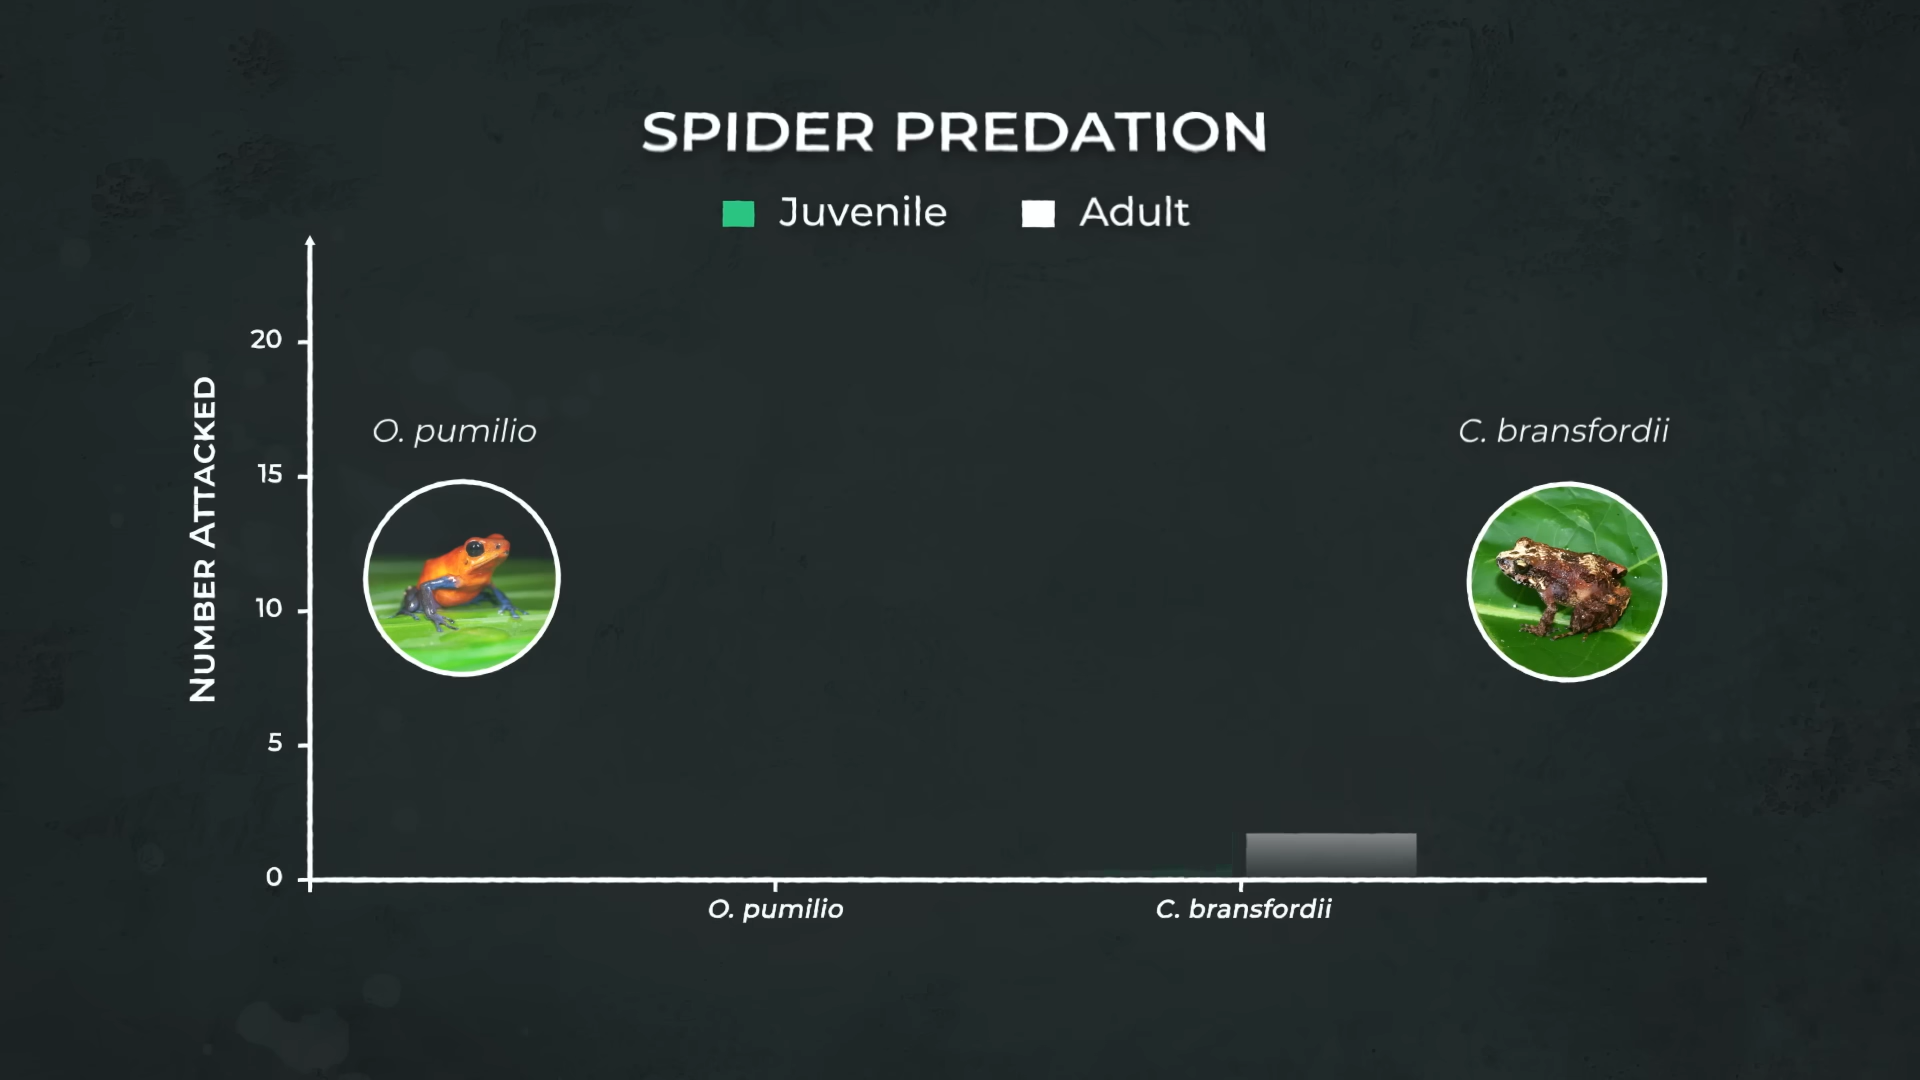 SPIDER PREDATION
Juvenile
Adult
NUMBER ATTACKED
20
15
10
5
0
O. pumilio
C. bransfordii
O. pumilio
C. bransfordii